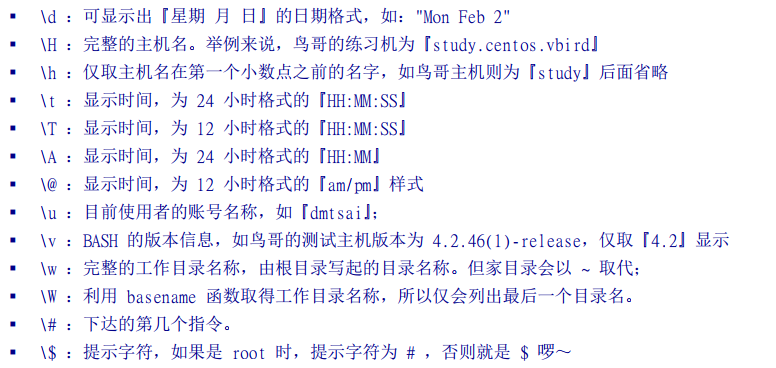 ▪ \d : 可显示出『星期 月 日』的日期格式，如："Mon Feb 2"
▪ \H : 完整的主机名。举例来说，鸟哥的练习机为『study.centos.vbird』
▪ \h : 仅取主机名在第一个小数点之前的名字，如鸟哥主机则为『study』后面省略
▪ \t : 显示时间，为 24 小时格式的『HH:MM:SS』
▪ \T : 显示时间，为 12 小时格式的『HH:MM:SS』
▪ \A : 显示时间，为 24 小时格式的『HH:MM』
▪ \@ : 显示时间，为 12 小时格式的『am/pm』样式
▪ \u : 目前使用者的账号名称，如『dmtsai』；
▪ \v : BASH 的版本信息，如鸟哥的测试主机版本为 4.2.46(1)-release，仅取『4.2』显示
▪ \w : 完整的工作目录名称，由根目录写起的目录名称。但家目录会以 ~ 取代；
▪ \W : 利用 basename 函数取得工作目录名称，所以仅会列出最后一个目录名。
▪ \# : 下达的第几个指令。
▪ \$ : 提示字符，如果是 root 时，提示字符为 # ，否则就是 $ 啰～